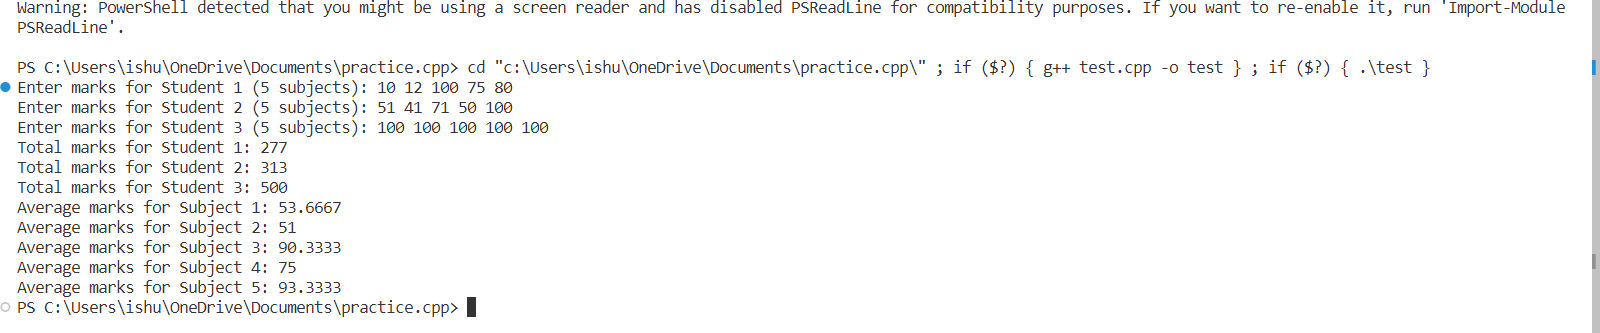 Warning: PowerShell detected that you might be using a screen reader and has disabled PSReadLine for compatibility purposes. If you want to re-enable it, run 'Import-Module
PSReadLine'.
PS C:\Users\ishu\OneDrive\Documents\practice.cpp> cd "c:\Users\ishu\OneDrive\Documents\practice.cpp\" ; if ($?) { g++ test.cpp -o test } ; if ($?) { .\test }
Enter marks for Student 1 (5 subjects): 10 12 100 75 80
Enter marks for Student 2 (5 subjects): 51 41 71 50 100
Enter marks for Student 3 (5 subjects): 100 100 100 100 100
Total marks for Student 1: 277
Total marks for Student 2: 313
Total marks for Student 3: 500
Average marks for Subject 1: 53.6667
Average marks for Subject 2: 51
Average marks for Subject 3: 90.3333
Average marks for Subject 4: 75
Average marks for Subject 5: 93.3333
PS C:\Users\ishu\OneDrive\Documents\practice.cpp>